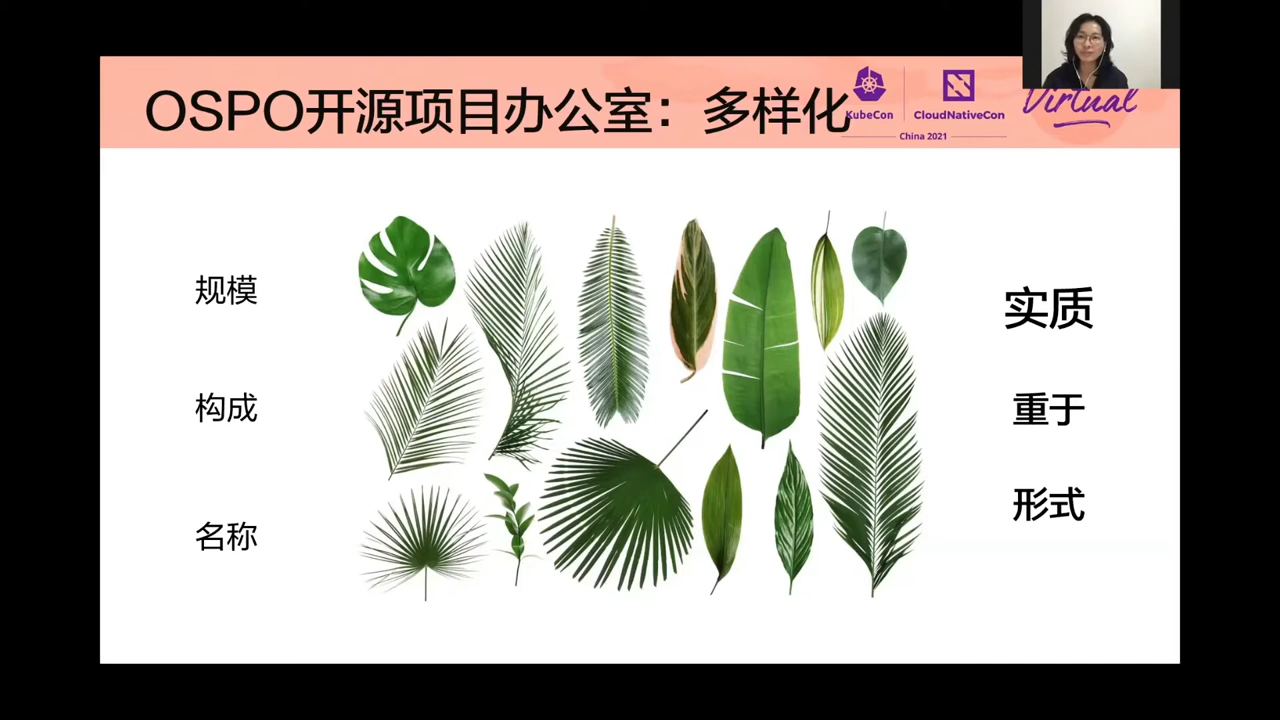 OSPO开源项目办公室：多样化
KubeCon
CloudNativeCon
China 2021
Virtual
规模
构成
名称
实质
重于
形式